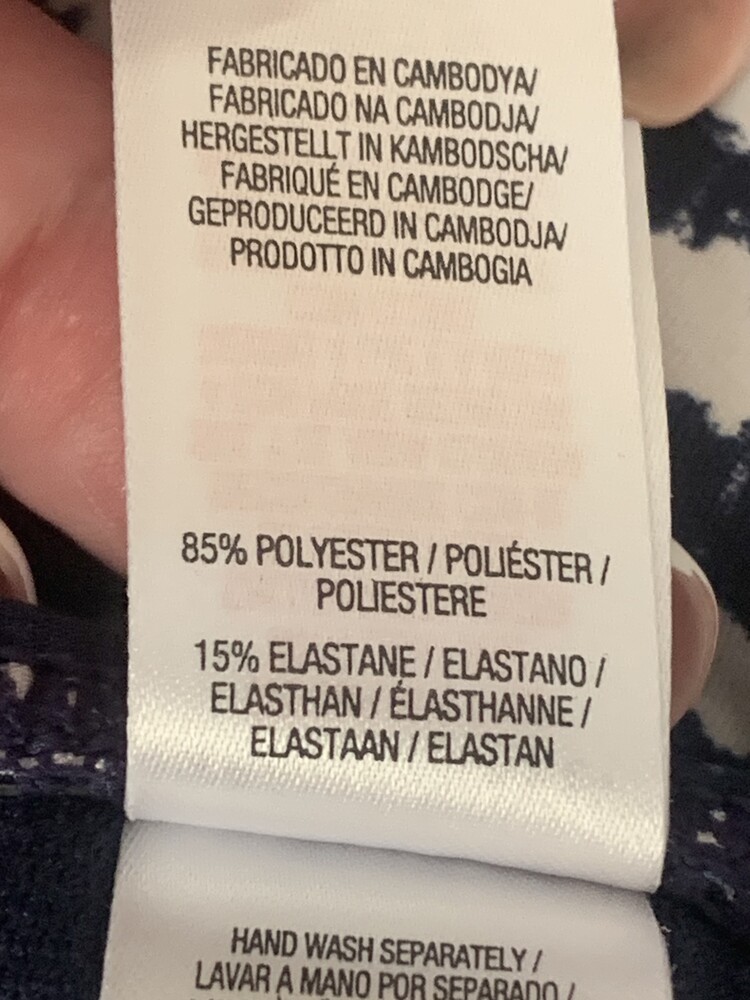 FABRICADO EN CAMBODYA/
FABRICADO NA CAMBODJA/
HERGESTELLT IN KAMBODSCHA/
FABRIQUÉ EN CAMBODGE/
GEPRODUCEERD IN CAMBODJA/
PRODOTTO IN CAMBOGIA
85% POLYESTER / POLIÉSTER /
POLIESTERE
15% ELASTANE / ELASTANO /
ELASTHAN / ÉLASTHANNE /
ELASTAAN / ELASTAN
HAND WASH SEPARATELY /
LAVAR A MANO POR SEPARADO /